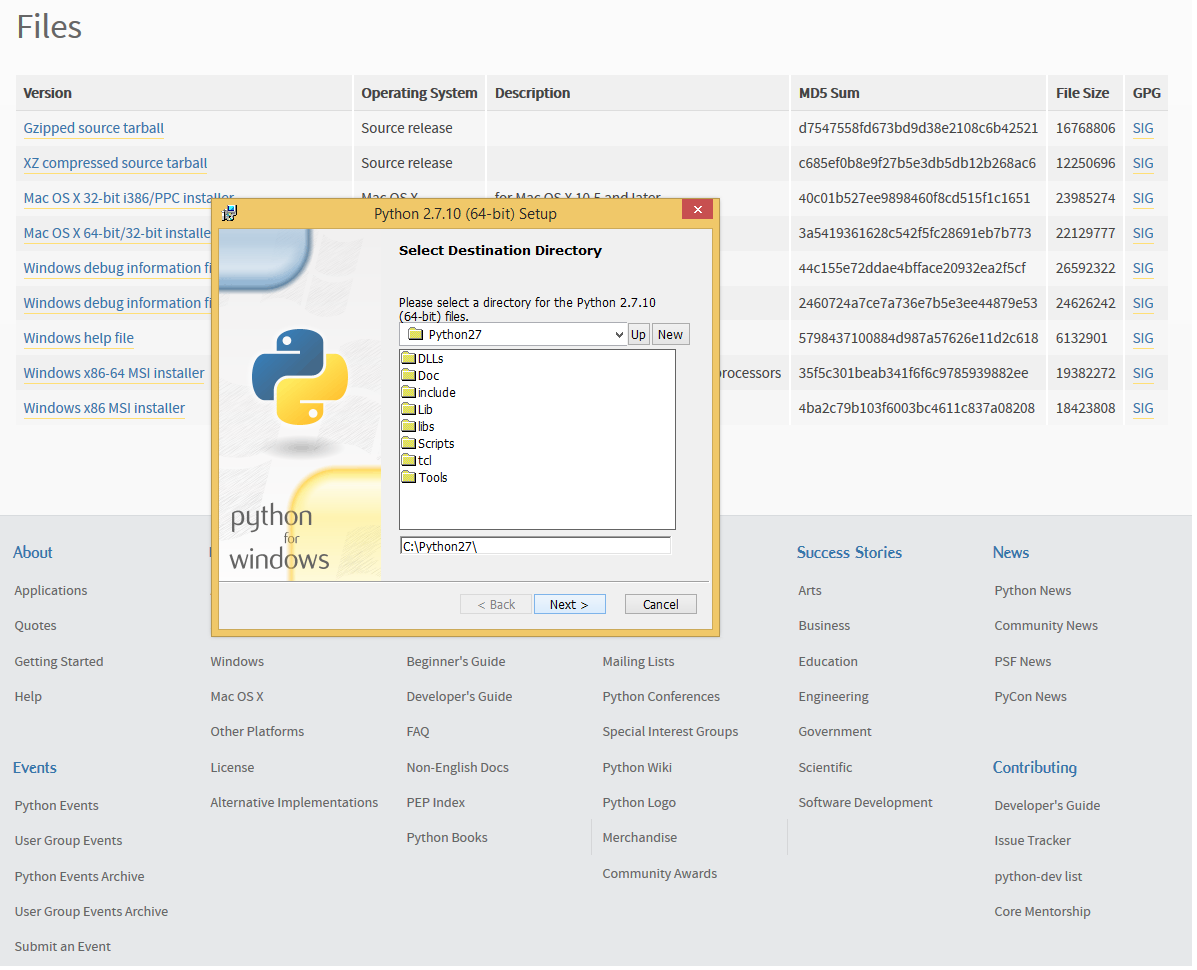 Files
Version Operating System Description MD5 Sum File Size GPG
Gzipped source tarball Source release d7547558fd673bd9d38e2108c6b42521 16768806 SIG
XZ compressed source tarball Source release c685ef0b8e9f27b5e3db5db12b268ac6 12250696 SIG
Mac OS X 32-bit i386/PPC installer Mac OS X for Mac OS X 10.5 and later 40c01b527ee9898460f8cd515f1c1651 23985274 SIG
Mac OS X 64-bit/32-bit installe 3a5419361628c542f5fc28691eb7b773 22129777 SIG
Windows debug information fi 44c155e72ddae4bfface20932ea2f5cf 26592322 SIG
Windows debug information fi 2460724a7ce7a736e7b5e3ee44879e53 24626242 SIG
Windows help file 5798437100884d987a57626e11d2c618 6132901 SIG
Windows x86-64 MSI installer processors 35f5c301beab341f6f6c9785939882ee 19382272 SIG
Windows x86 MSI installer 4ba2c79b103f6003bc4611c837a08208 18423808 SIG
Python 2.7.10 (64-bit) Setup
Select Destination Directory
Please select a directory for the Python 2.7.10
(64-bit) files.
Python27 Up New
DLLs
Doc
include
Lib
libs
Scripts
tcl
Tools
C:\Python27\
python
for
windows
< Back Next > Cancel
About
Applications
Quotes
Getting Started
Help
Events
Python Events
User Group Events
Python Events Archive
User Group Events Archive
Submit an Event
Windows
Mac OS X
Other Platforms
License
Alternative Implementations
Beginner's Guide
Developer's Guide
FAQ
Non-English Docs
PEP Index
Python Books
Mailing Lists
Python Conferences
Special Interest Groups
Python Wiki
Python Logo
Merchandise
Community Awards
Success Stories
Arts
Business
Education
Engineering
Government
Scientific
Software Development
News
Python News
Community News
PSF News
PyCon News
Contributing
Developer's Guide
Issue Tracker
python-dev list
Core Mentorship